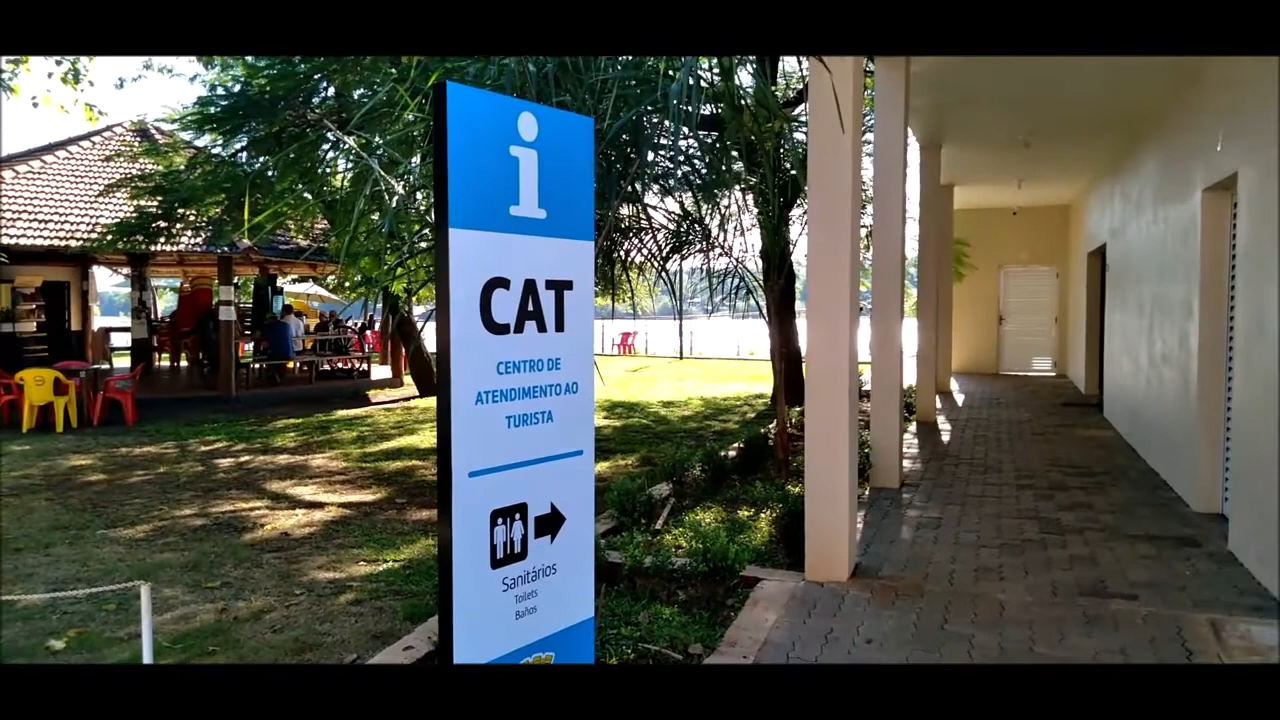 i
CAT
CENTRO DE
ATENDIMENTO AO
TURISTA
Sanitários
Toilets
Baños